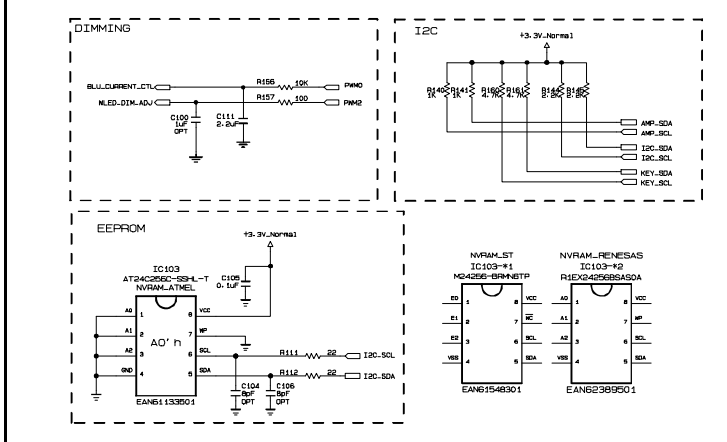 DIMMING
BLU_CURRENT_CTL
R156
10K
PWM0
WLED-DIM_ADJ
R157
100
PWM2
C100
1uF
OPT
C111
2.2uF
I2C
+3.3V_Normal
R140
1K
R141
1K
R160
4.7K
R161
4.7K
R144
2.2K
R145
2.2K
AMP_SDA
AMP_SCL
I2C_SDA
I2C_SCL
KEY_SDA
KEY_SCL
EEPROM
+3.3V_Normal
IC103
AT24C256C-SSHL-T
NVRAM_ATMEL
C105
0.1uF
A0 1 8 VCC
A1 2 7 WP
A0'h
A2 3 6 SCL
GND 4 5 SDA
EAN61133501
R111
22
I2C_SCL
R112
22
I2C_SDA
C104
8pF
OPT
C106
8pF
OPT
NVRAM_ST
IC103-*1
M24256-BRMN6TP
E0 1 8 VCC
E1 2 7 WC
E2 3 6 SCL
VSS 4 5 SDA
EAN61548301
NVRAM_RENESAS
IC103-*2
R1EX24256BSAS0A
A0 1 8 VCC
A1 2 7 WP
A2 3 6 SCL
VSS 4 5 SDA
EAN62389501